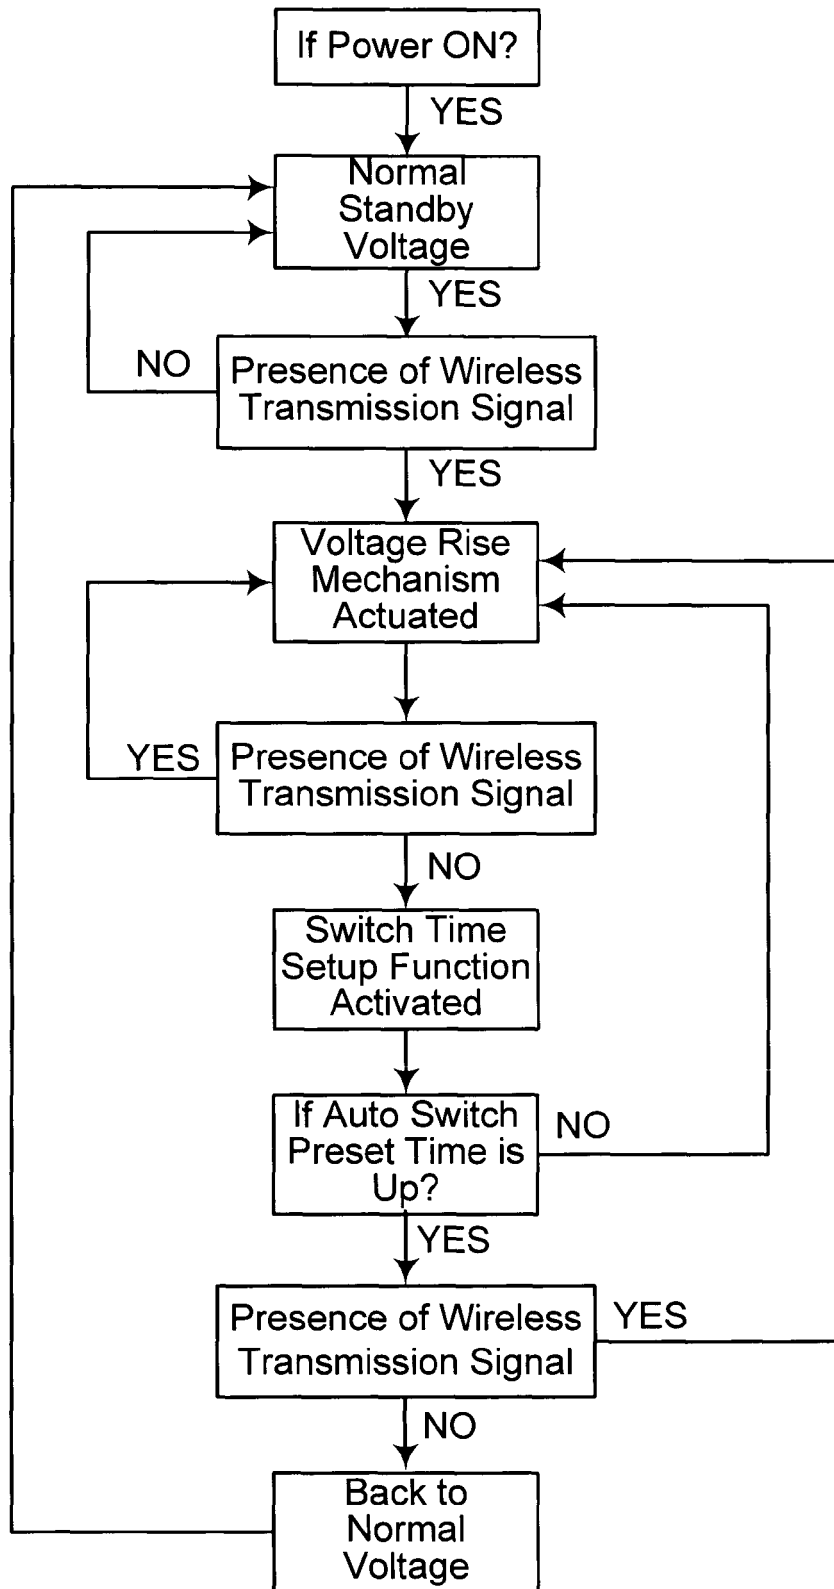 If Power ON?
YES
Normal
Standby
Voltage
YES
NO
Presence of Wireless
Transmission Signal
YES
Voltage Rise
Mechanism
Actuated
YES
Presence of Wireless
Transmission Signal
NO
Switch Time
Setup Function
Activated
If Auto Switch
Preset Time is
Up?
NO
YES
Presence of Wireless
Transmission Signal
YES
NO
Back to
Normal
Voltage